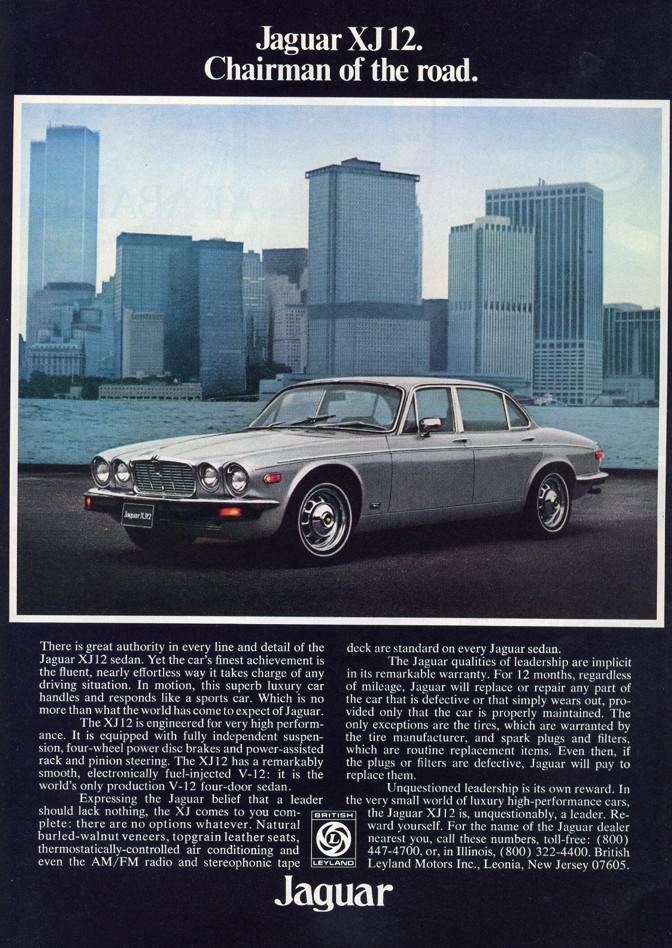 Jaguar XJ12.
Chairman of the road.
Jaguar XJ12
There is great authority in every line and detail of the
Jaguar XJ12 sedan. Yet the car's finest achievement is
the fluent, nearly effortless way it takes charge of any
driving situation. In motion, this superb luxury car
handles and responds like a sports car. Which is no
more than what the world has come to expect of Jaguar.
The XJ12 is engineered for very high perform-
ance. It is equipped with fully independent suspen-
sion, four-wheel power disc brakes and power-assisted
rack and pinion steering. The XJ12 has a remarkably
smooth, electronically fuel-injected V-12: it is the
world's only production V-12 four-door sedan.
Expressing the Jaguar belief that a leader
should lack nothing, the XJ comes to you com-
plete: there are no options whatever. Natural
burled-walnut veneers, topgrain leather seats,
thermostatically-controlled air conditioning and
even the AM/FM radio and stereophonic tape
deck are standard on every Jaguar sedan.
The Jaguar qualities of leadership are implicit
in its remarkable warranty. For 12 months, regardless
of mileage, Jaguar will replace or repair any part of
the car that is defective or that simply wears out, pro-
vided only that the car is properly maintained. The
only exceptions are the tires, which are warranted by
the tire manufacturer, and spark plugs and filters,
which are routine replacement items. Even then, if
the plugs or filters are defective, Jaguar will pay to
replace them.
Unquestioned leadership is its own reward. In
the very small world of luxury high-performance cars,
the Jaguar XJ12 is, unquestionably, a leader. Re-
ward yourself. For the name of the Jaguar dealer
nearest you, call these numbers, toll-free: (800)
447-4700, or, in Illinois, (800) 322-4400. British
Leyland Motors Inc., Leonia, New Jersey 07605.
BRITISH
L
LEYLAND
Jaguar